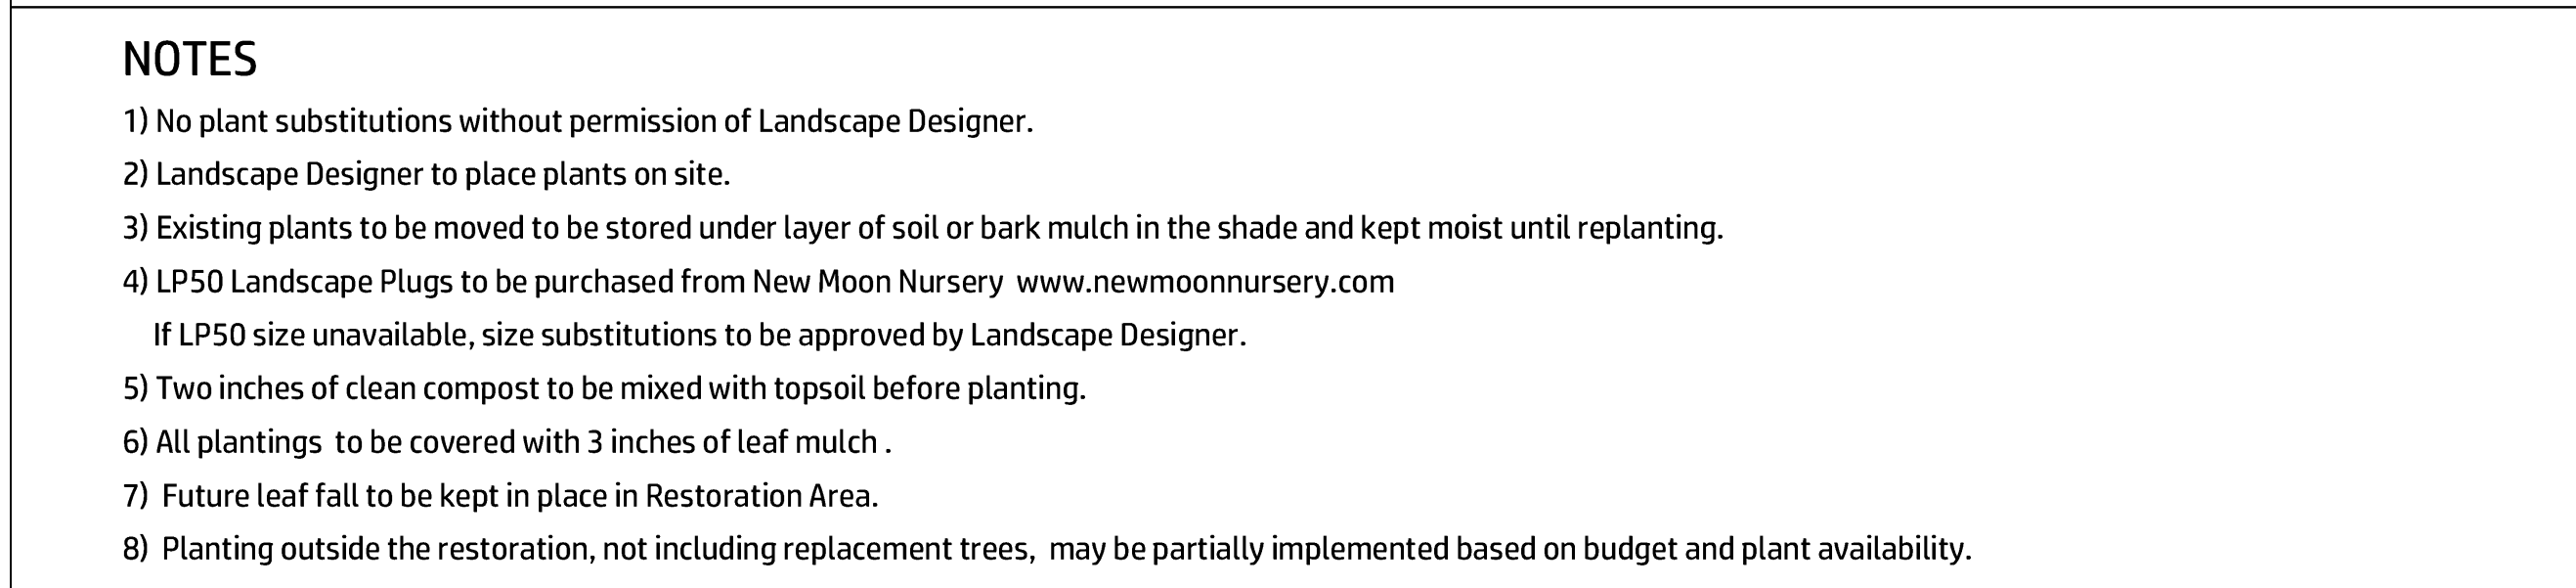 NOTES
1) No plant substitutions without permission of Landscape Designer.
2) Landscape Designer to place plants on site.
3) Existing plants to be moved to be stored under layer of soil or bark mulch in the shade and kept moist until replanting.
4) LP50 Landscape Plugs to be purchased from New Moon Nursery  www.newmoonnursery.com
If LP50 size unavailable, size substitutions to be approved by Landscape Designer.
5) Two inches of clean compost to be mixed with topsoil before planting.
6) All plantings  to be covered with 3 inches of leaf mulch .
7)  Future leaf fall to be kept in place in Restoration Area.
8)  Planting outside the restoration, not including replacement trees,  may be partially implemented based on budget and plant availability.